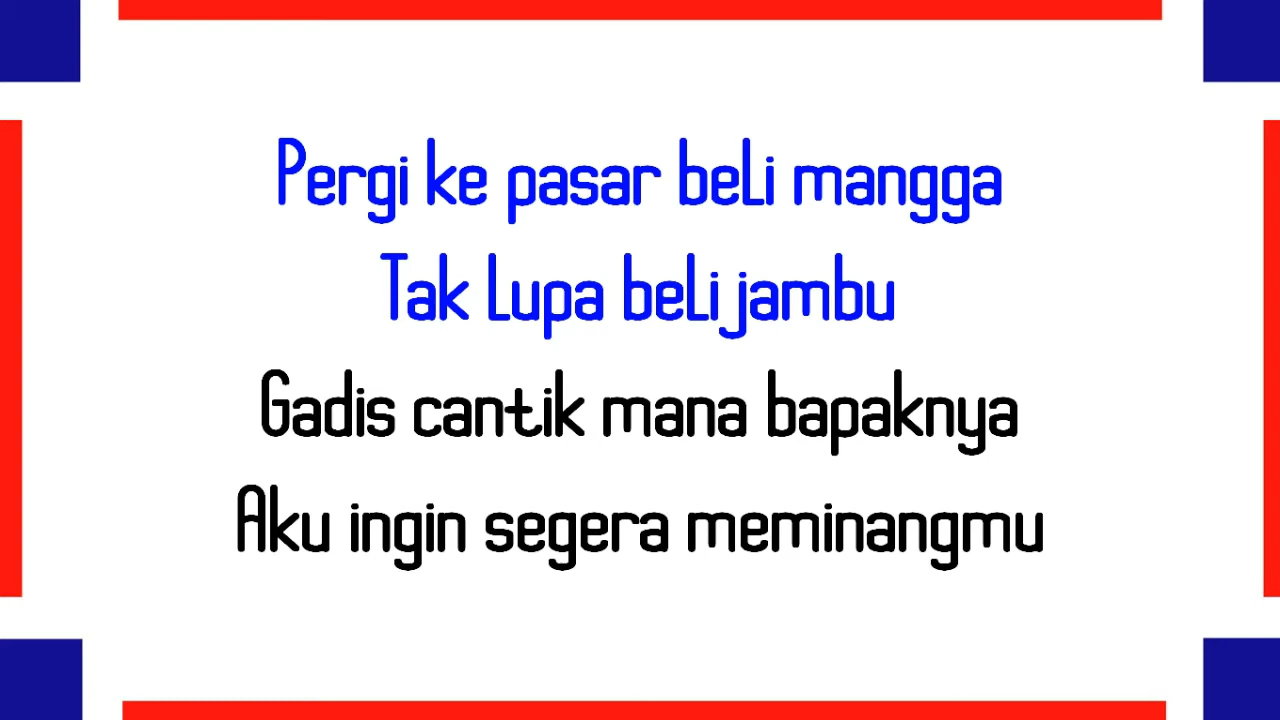 Pergi ke pasar beli mangga
Tak lupa beli jambu
Gadis cantik mana bapaknya
Aku ingin segera meminangmu